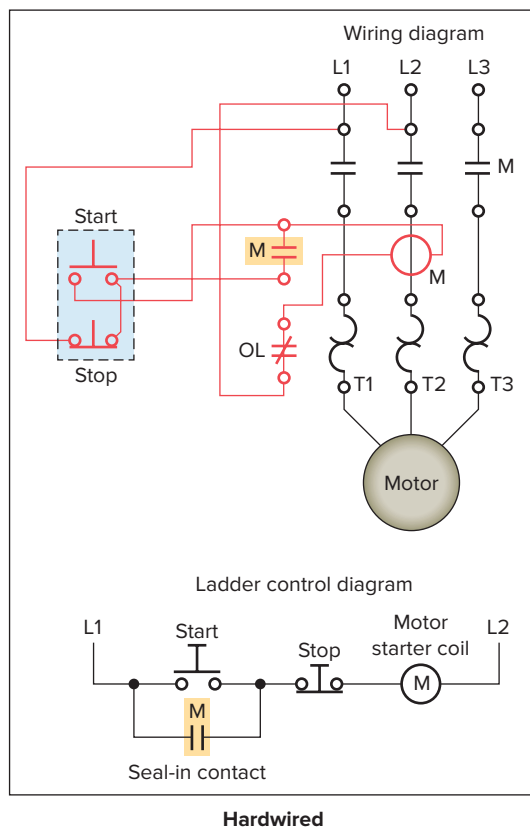 Wiring diagram
L1 L2 L3
M
Start
M
M
OL
Stop
T1 T2 T3
Motor
Ladder control diagram
L1 Start Stop Motor starter coil L2
M
M
Seal-in contact
Hardwired